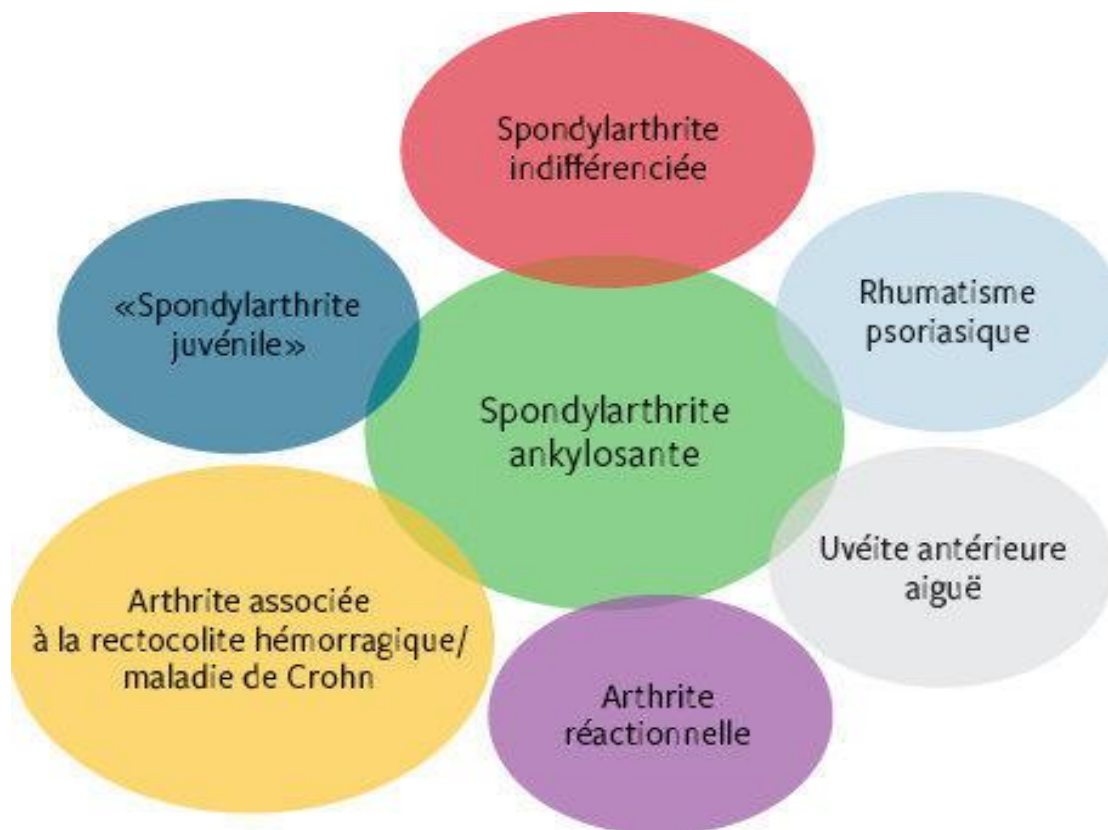 Spondylarthrite
indifférenciée
«Spondylarthrite
juvénile»
Rhumatisme
psoriasique
Spondylarthrite
ankylosante
Uvéite antérieure
aiguë
Arthrite associée
à la rectocolite hémorragique/
maladie de Crohn
Arthrite
réactionnelle